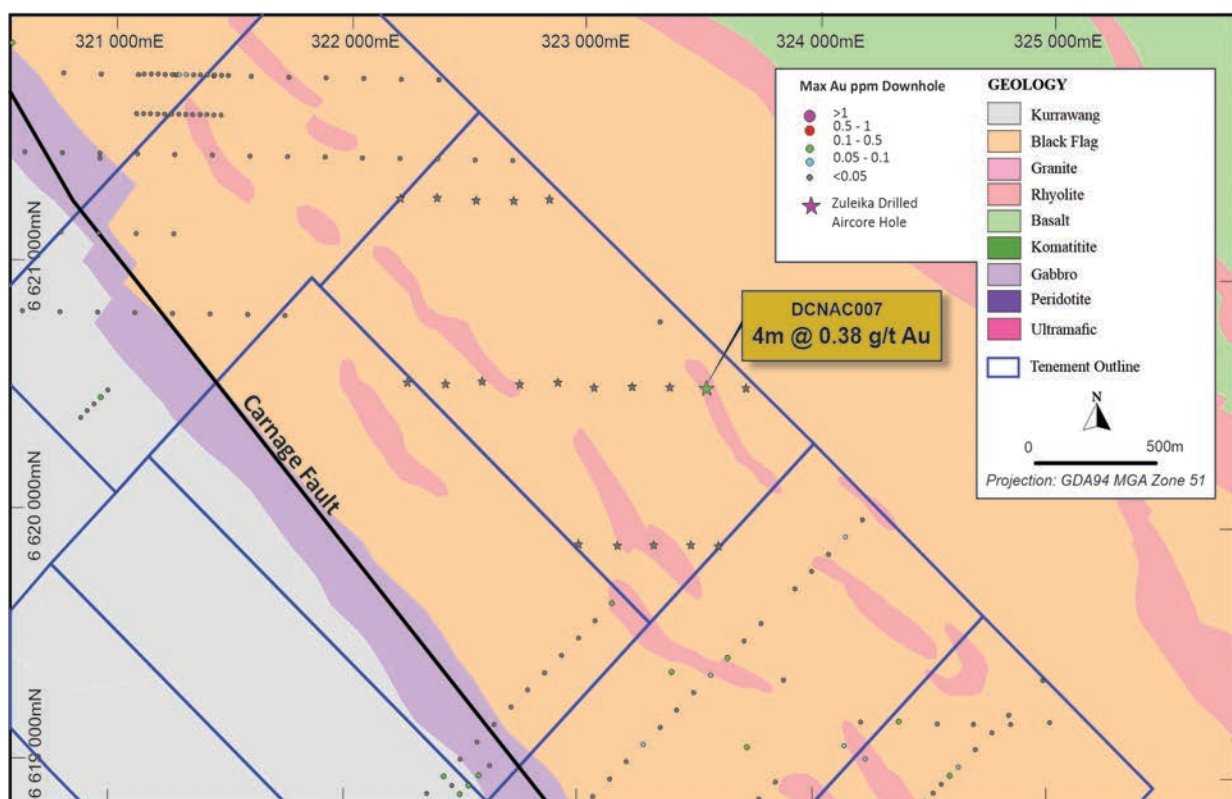 321 000mE
322 000mE
323 000mE
324 000mE
325 000mE
6 621 000mN
6 620 000mN
6 619 000mN
Max Au ppm Downhole
>1
0.5 - 1
0.1 - 0.5
0.05 - 0.1
<0.05
Zuleika Drilled
Aircore Hole
GEOLOGY
Kurrawang
Black Flag
Granite
Rhyolite
Basalt
Komatitite
Gabbro
Peridotite
Ultramafic
Tenement Outline
N
0
500m
Projection: GDA94 MGA Zone 51
DCNAC007
4m @ 0.38 g/t Au
Carnage Fault